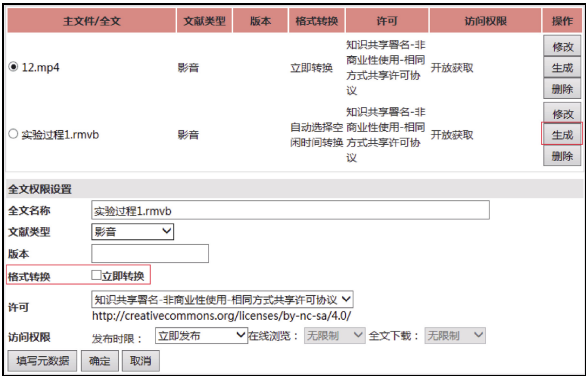 主文件/全文 文献类型 版本 格式转换 许可 访问权限 操作
12.mp4 影音 立即转换 知识共享署名-非商业性使用-相同方式共享许可协议 开放获取 修改 生成 删除
实验过程1.rmvb 影音 自动选择空闲时间转换 知识共享署名-非商业性使用-相同方式共享许可协议 开放获取 修改 生成 删除
全文权限设置
全文名称 实验过程1.rmvb
文献类型 影音
版本
格式转换 立即转换
许可 知识共享署名-非商业性使用-相同方式共享许可协议
http://creativecommons.org/licenses/by-nc-sa/4.0/
访问权限 发布时限： 立即发布 在线浏览： 无限制 全文下载： 无限制
填写元数据 确定 取消